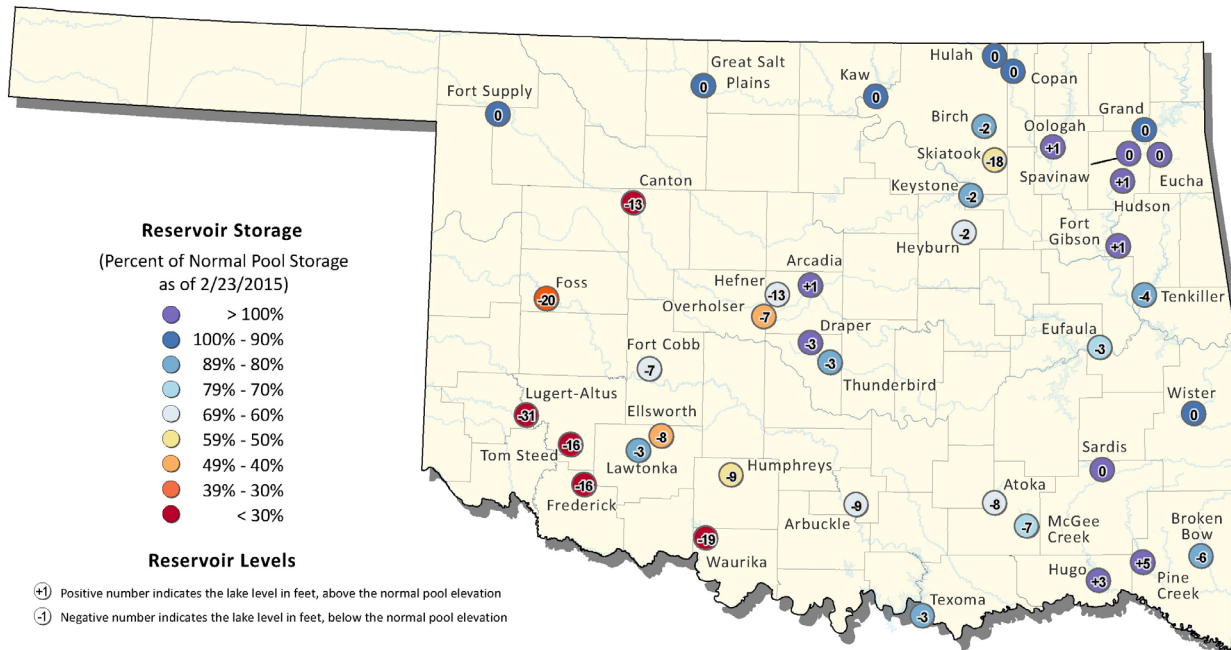 Hulah
0
Great Salt
Plains
0
Kaw
0
0
Copan
Fort Supply
0
Grand
0
Birch
-2
Oologah
+1
Skiatook
-18
0
0
Spavinaw
Eucha
Canton
-13
Keystone
-2
+1
Hudson
Heyburn
-2
Fort
Gibson
+1
Reservoir Storage
(Percent of Normal Pool Storage
as of 2/23/2015)
> 100%
100% - 90%
89% - 80%
79% - 70%
69% - 60%
59% - 50%
49% - 40%
39% - 30%
< 30%
Foss
-20
Arcadia
+1
Hefner
-13
Overholser
-7
-4
Tenkiller
Draper
-3
-3
Thunderbird
Eufaula
-3
Fort Cobb
-7
Lugert-Altus
-31
Ellsworth
-8
Wister
0
Tom Steed
-16
-3
Lawtonka
Sardis
0
-9
Humphreys
-16
Frederick
Atoka
-8
-9
Arbuckle
-7
McGee
Creek
Broken
Bow
-6
-19
Waurika
Hugo
+3
+5
Pine
Creek
Texoma
-3
Reservoir Levels
+1 Positive number indicates the lake level in feet, above the normal pool elevation
-1 Negative number indicates the lake level in feet, below the normal pool elevation